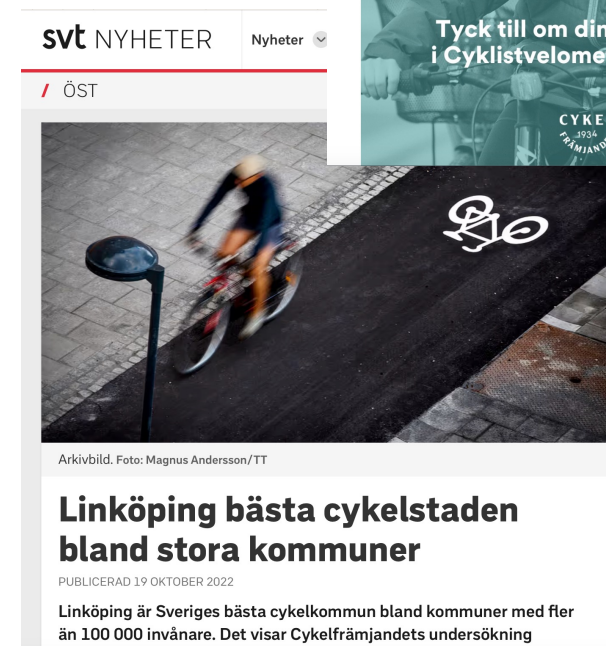 svt NYHETER
Nyheter
/ ÖST
Tyck till om din
i Cyklistvelome
CYKE
1934
FRÄMJAND
Arkivbild. Foto: Magnus Andersson/TT
Linköping bästa cykelstaden
bland stora kommuner
PUBLICERAD 19 OKTOBER 2022
Linköping är Sveriges bästa cykelkommun bland kommuner med fler
än 100 000 invånare. Det visar Cykelfrämjandets undersökning